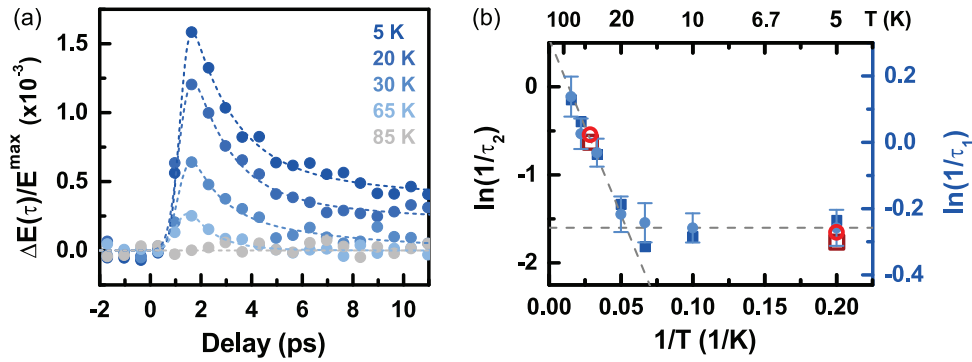 (a)
ΔE(τ)/E^max (x10^-3)
1.5
1.0
0.5
0.0
5 K
20 K
30 K
65 K
85 K
-2 0 2 4 6 8 10
Delay (ps)
(b)
100 20 10 6.7 5 T (K)
ln(1/τ_2)
0
-1
-2
0.2
0.0
-0.2
-0.4
ln(1/τ_1)
0.00 0.05 0.10 0.15 0.20
1/T (1/K)